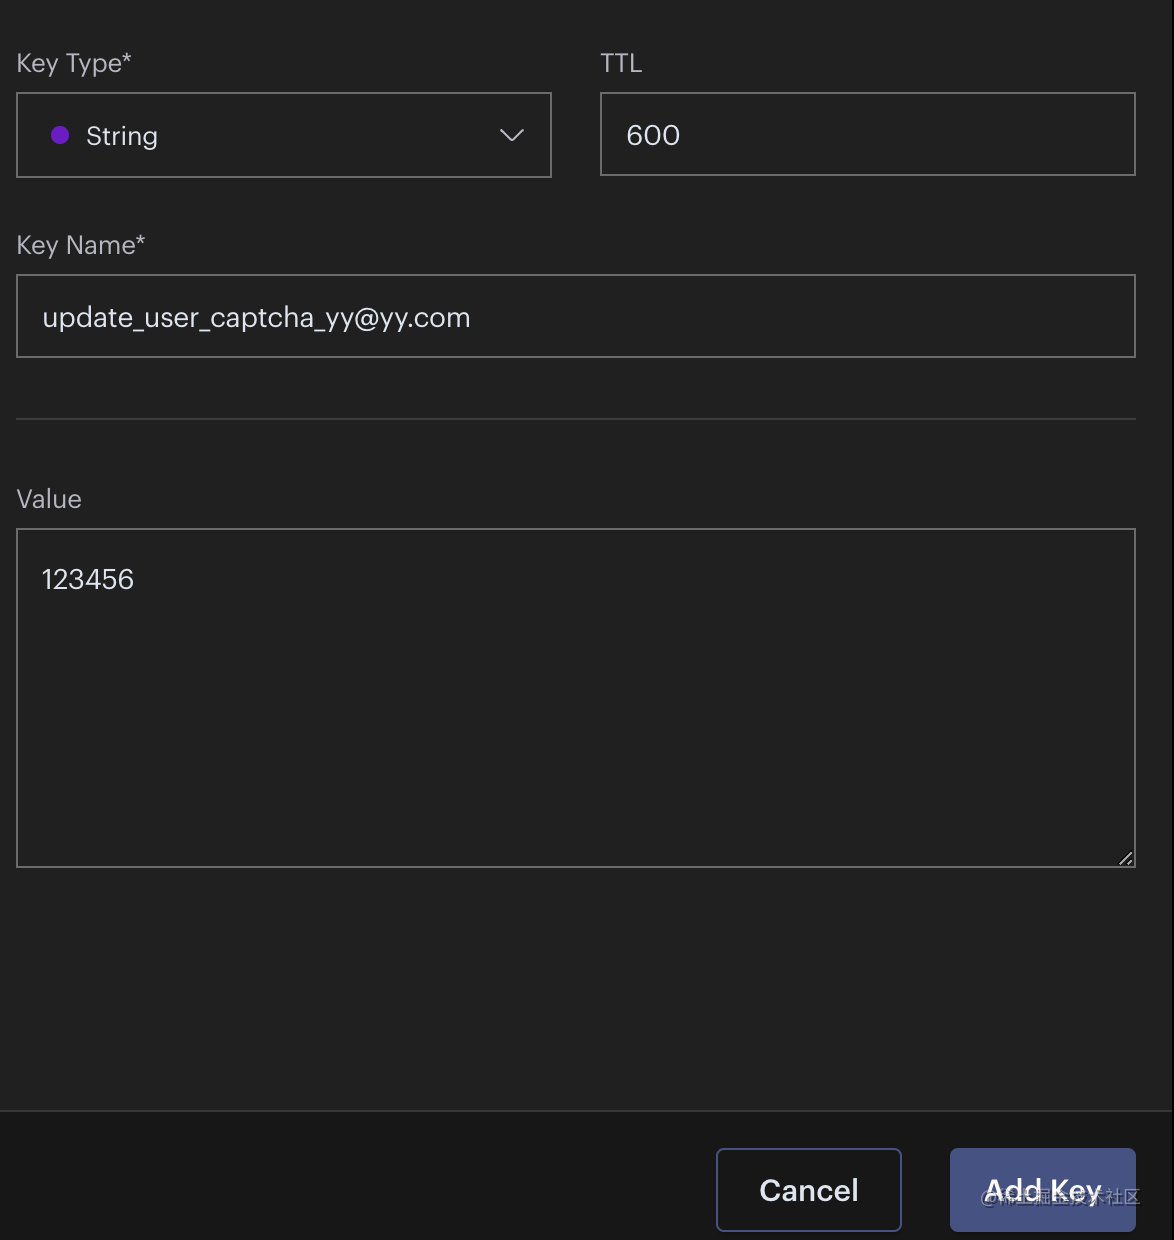 Key Type*
TTL
String
600
Key Name*
update_user_captcha_yy@yy.com
Value
123456
Cancel
Add Key
@稀土掘金技术社区